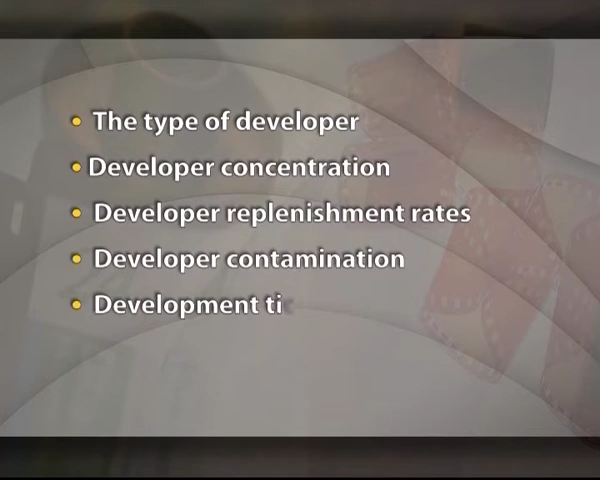 • The type of developer
• Developer concentration
• Developer replenishment rates
• Developer contamination
• Development ti